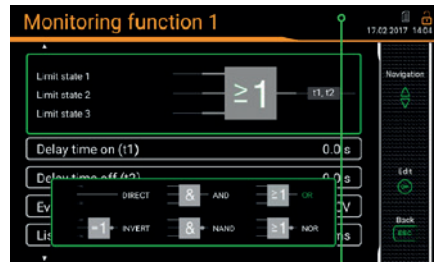 Monitoring function 1
17.02.2017 14:04
Limit state 1
Limit state 2
Limit state 3
≥1
t1, t2
Navigation
Delay time on (t1) 0.0 s
Delay time off (t2) 0.0 s
DIRECT & AND ≥1 OR
=1 INVERT & NAND ≥1 NOR
Edit
OK
Back
ESC